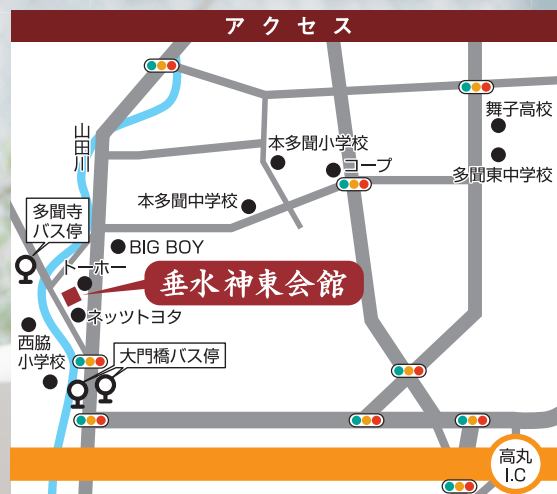 アクセス
山田川
舞子高校
本多聞小学校
コープ
多聞東中学校
本多聞中学校
多聞寺
バス停
BIG BOY
トーホー
垂水神東会館
ネッツトヨタ
西脇
小学校
大門橋バス停
高丸
I.C